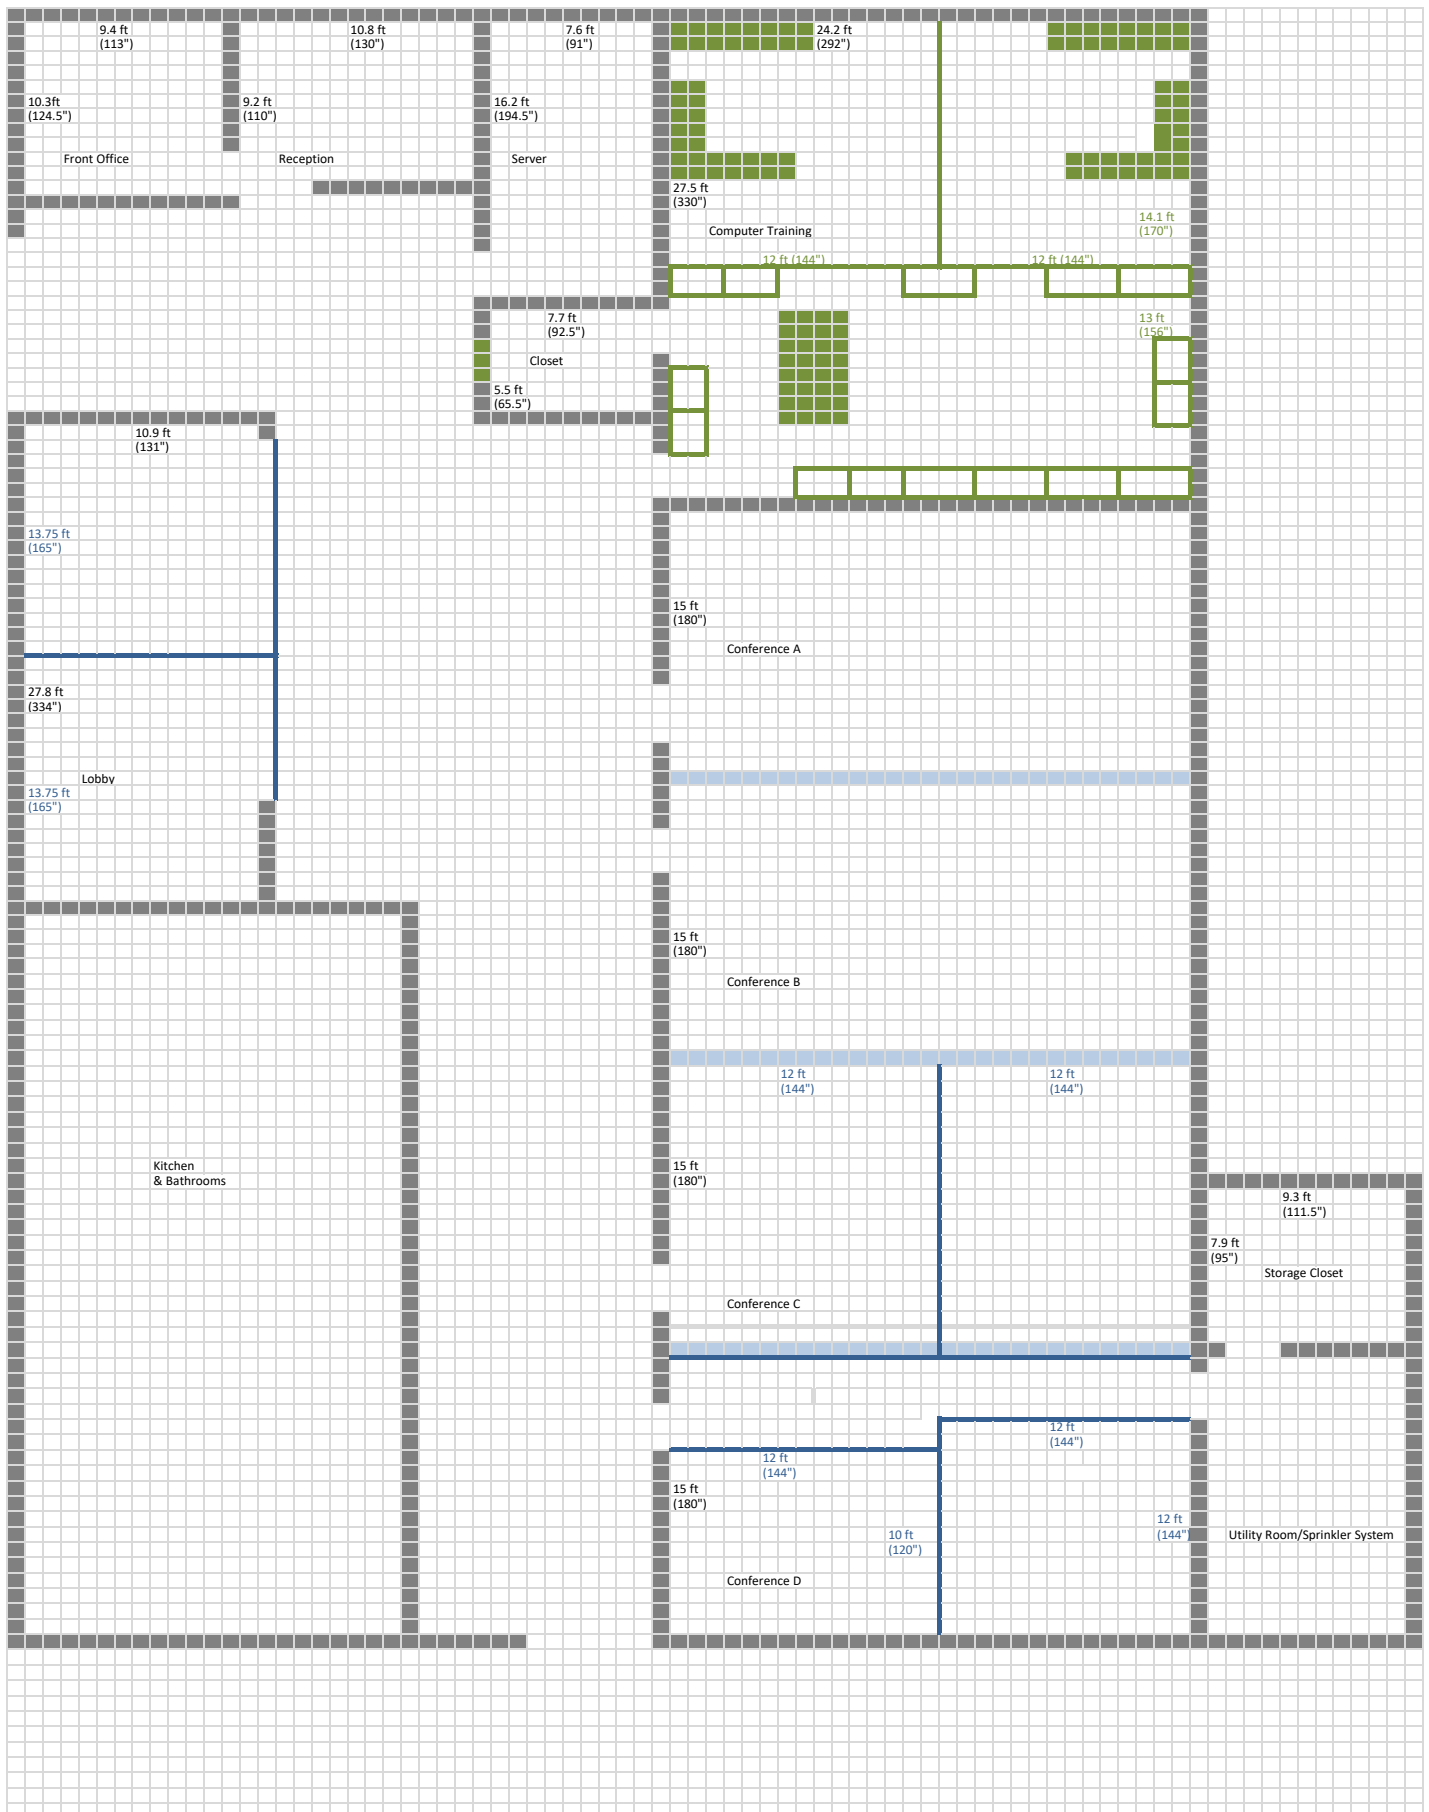 9.4 ft
(113")
10.8 ft
(130")
7.6 ft
(91")
24.2 ft
(292")
10.3ft
(124.5")
9.2 ft
(110")
16.2 ft
(194.5")
Front Office
Reception
Server
27.5 ft
(330")
Computer Training
14.1 ft
(170")
12 ft (144")
12 ft (144")
7.7 ft
(92.5")
13 ft
(156")
Closet
5.5 ft
(65.5")
10.9 ft
(131")
13.75 ft
(165")
15 ft
(180")
Conference A
27.8 ft
(334")
Lobby
13.75 ft
(165")
15 ft
(180")
Conference B
12 ft
(144")
12 ft
(144")
Kitchen
& Bathrooms
15 ft
(180")
9.3 ft
(111.5")
7.9 ft
(95")
Storage Closet
Conference C
12 ft
(144")
12 ft
(144")
15 ft
(180")
10 ft
(120")
12 ft
(144")
Utility Room/Sprinkler System
Conference D